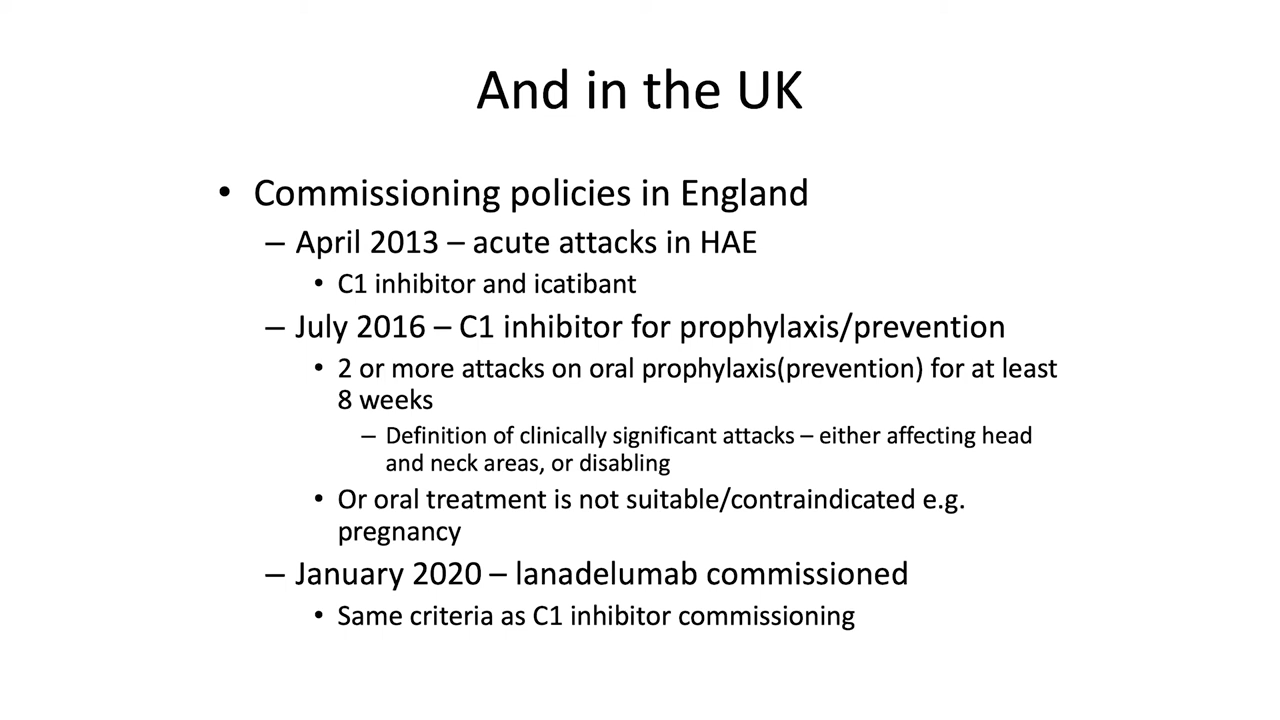 And in the UK
• Commissioning policies in England
– April 2013 – acute attacks in HAE
• C1 inhibitor and icatibant
– July 2016 – C1 inhibitor for prophylaxis/prevention
• 2 or more attacks on oral prophylaxis(prevention) for at least
8 weeks
– Definition of clinically significant attacks – either affecting head
and neck areas, or disabling
• Or oral treatment is not suitable/contraindicated e.g.
pregnancy
– January 2020 – lanadelumab commissioned
• Same criteria as C1 inhibitor commissioning